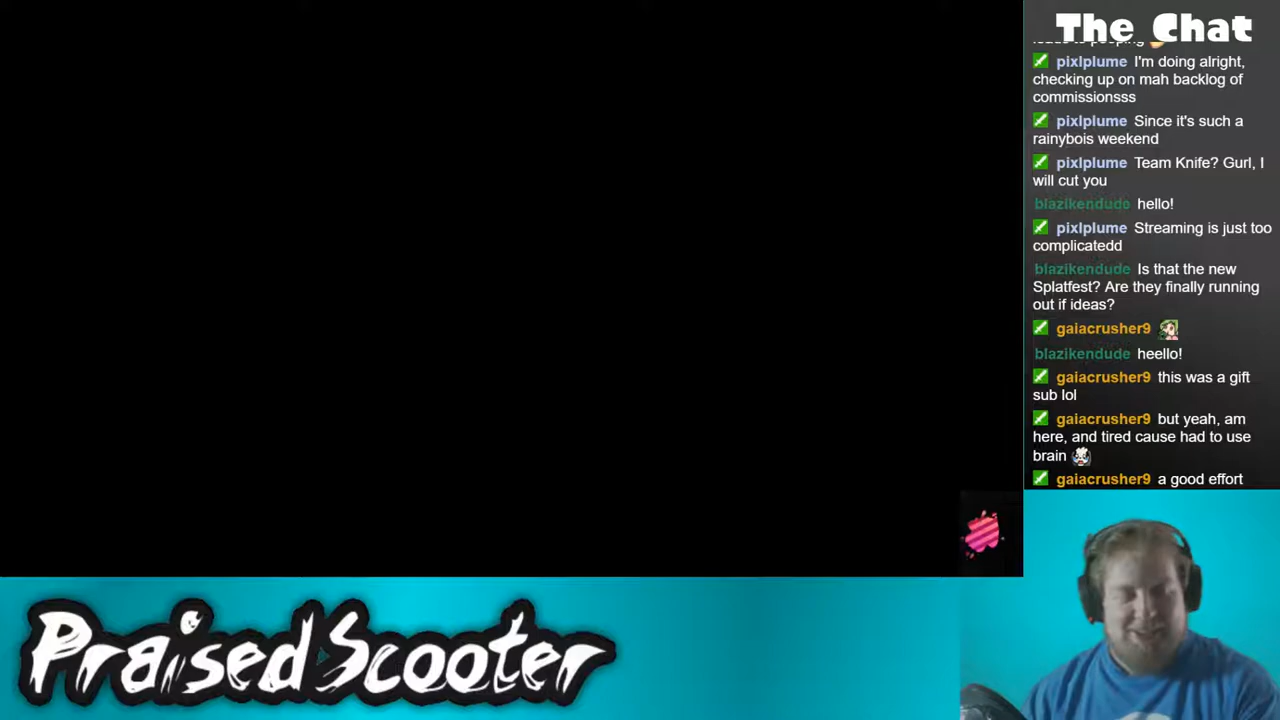 The Chat
pixlplume I'm doing alright,
checking up on mah backlog of
commissionsss
pixlplume Since it's such a
rainybois weekend
pixlplume Team Knife? Gurl, I
will cut you
blazikendude hello!
pixlplume Streaming is just too
complicatedd
blazikendude Is that the new
Splatfest? Are they finally running
out if ideas?
gaiacrusher9
blazikendude heello!
gaiacrusher9 this was a gift
sub lol
gaiacrusher9 but yeah, am
here, and tired cause had to use
brain
gaiacrusher9 a good effort
PraisedScooter